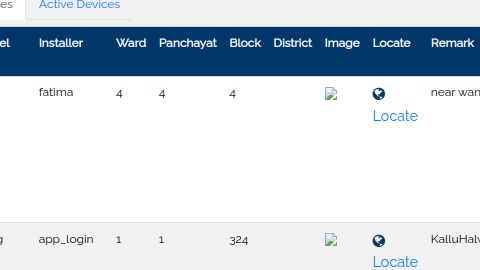 es Active Devices
el Installer Ward Panchayat Block District Image Locate Remark
fatima 4 4 4 near wan
Locate
g app_login 1 1 324 KalluHalv
Locate